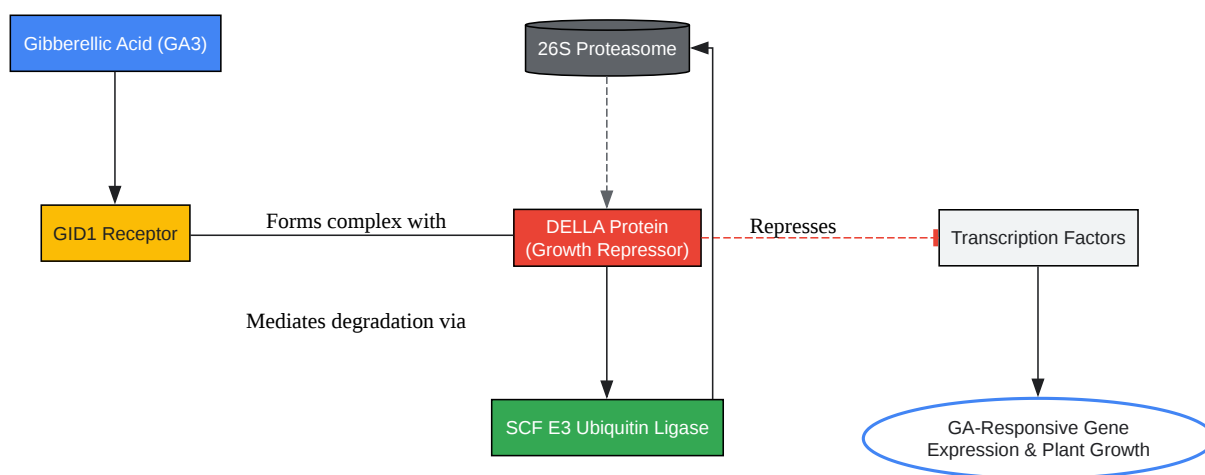 Gibberellic Acid (GA3)
26S Proteasome
GID1 Receptor
Forms complex with
DELLA Protein
(Growth Repressor)
Represses
Transcription Factors
Mediates degradation via
SCF E3 Ubiquitin Ligase
GA-Responsive Gene
Expression & Plant Growth